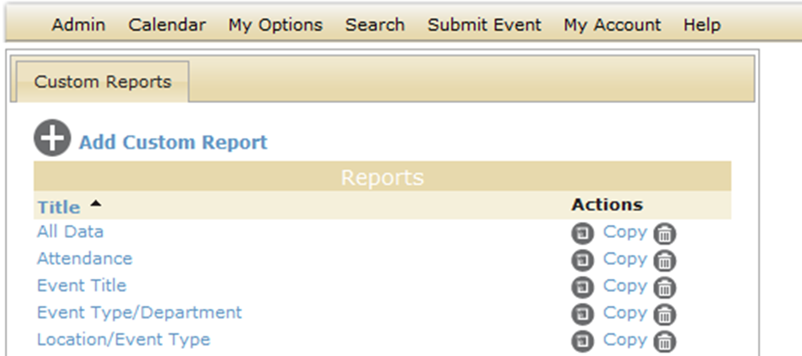 Admin Calendar My Options Search Submit Event My Account Help
Custom Reports
Add Custom Report
Reports
Title Actions
All Data Copy
Attendance Copy
Event Title Copy
Event Type/Department Copy
Location/Event Type Copy